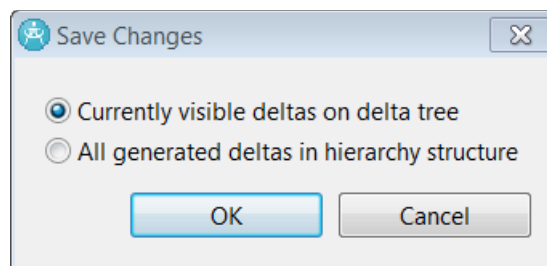 Save Changes
Currently visible deltas on delta tree
All generated deltas in hierarchy structure
OK Cancel